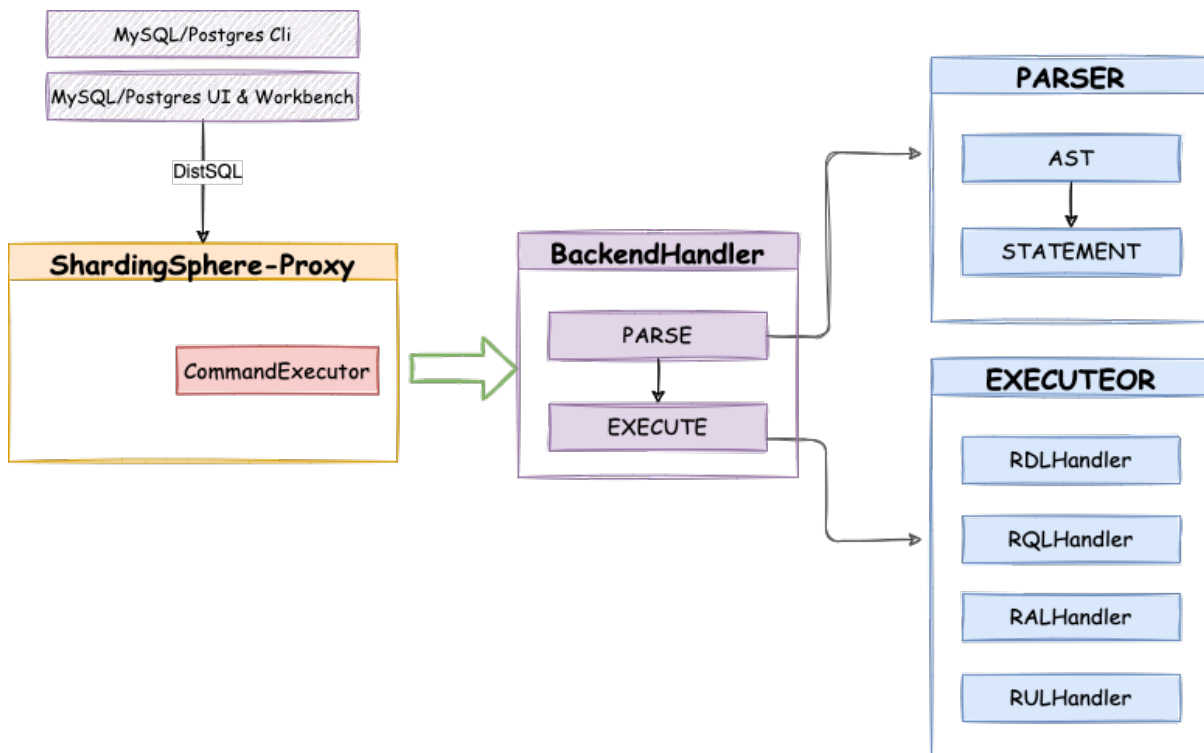 MySQL/Postgres Cli
MySQL/Postgres UI & Workbench
DistSQL
ShardingSphere-Proxy
CommandExecutor
BackendHandler
PARSE
EXECUTE
PARSER
AST
STATEMENT
EXECUTEOR
RDLHandler
RQLHandler
RALHandler
RULHandler